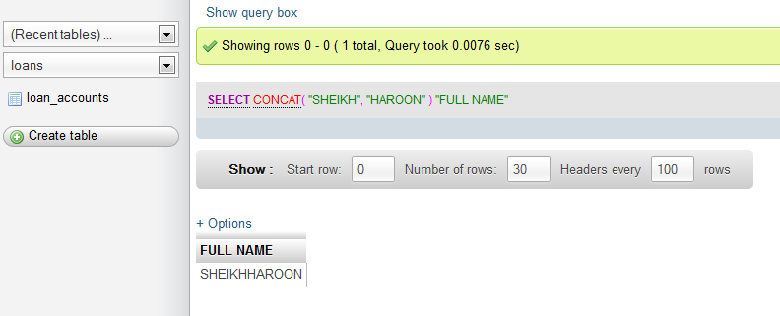 Show query box
(Recent tables) ...
Showing rows 0 - 0 ( 1 total, Query took 0.0076 sec)
loans
loan_accounts
SELECT CONCAT( "SHEIKH", "HAROON" ) "FULL NAME"
Create table
Show : Start row: 0 Number of rows: 30 Headers every 100 rows
+ Options
FULL NAME
SHEIKHHAROON